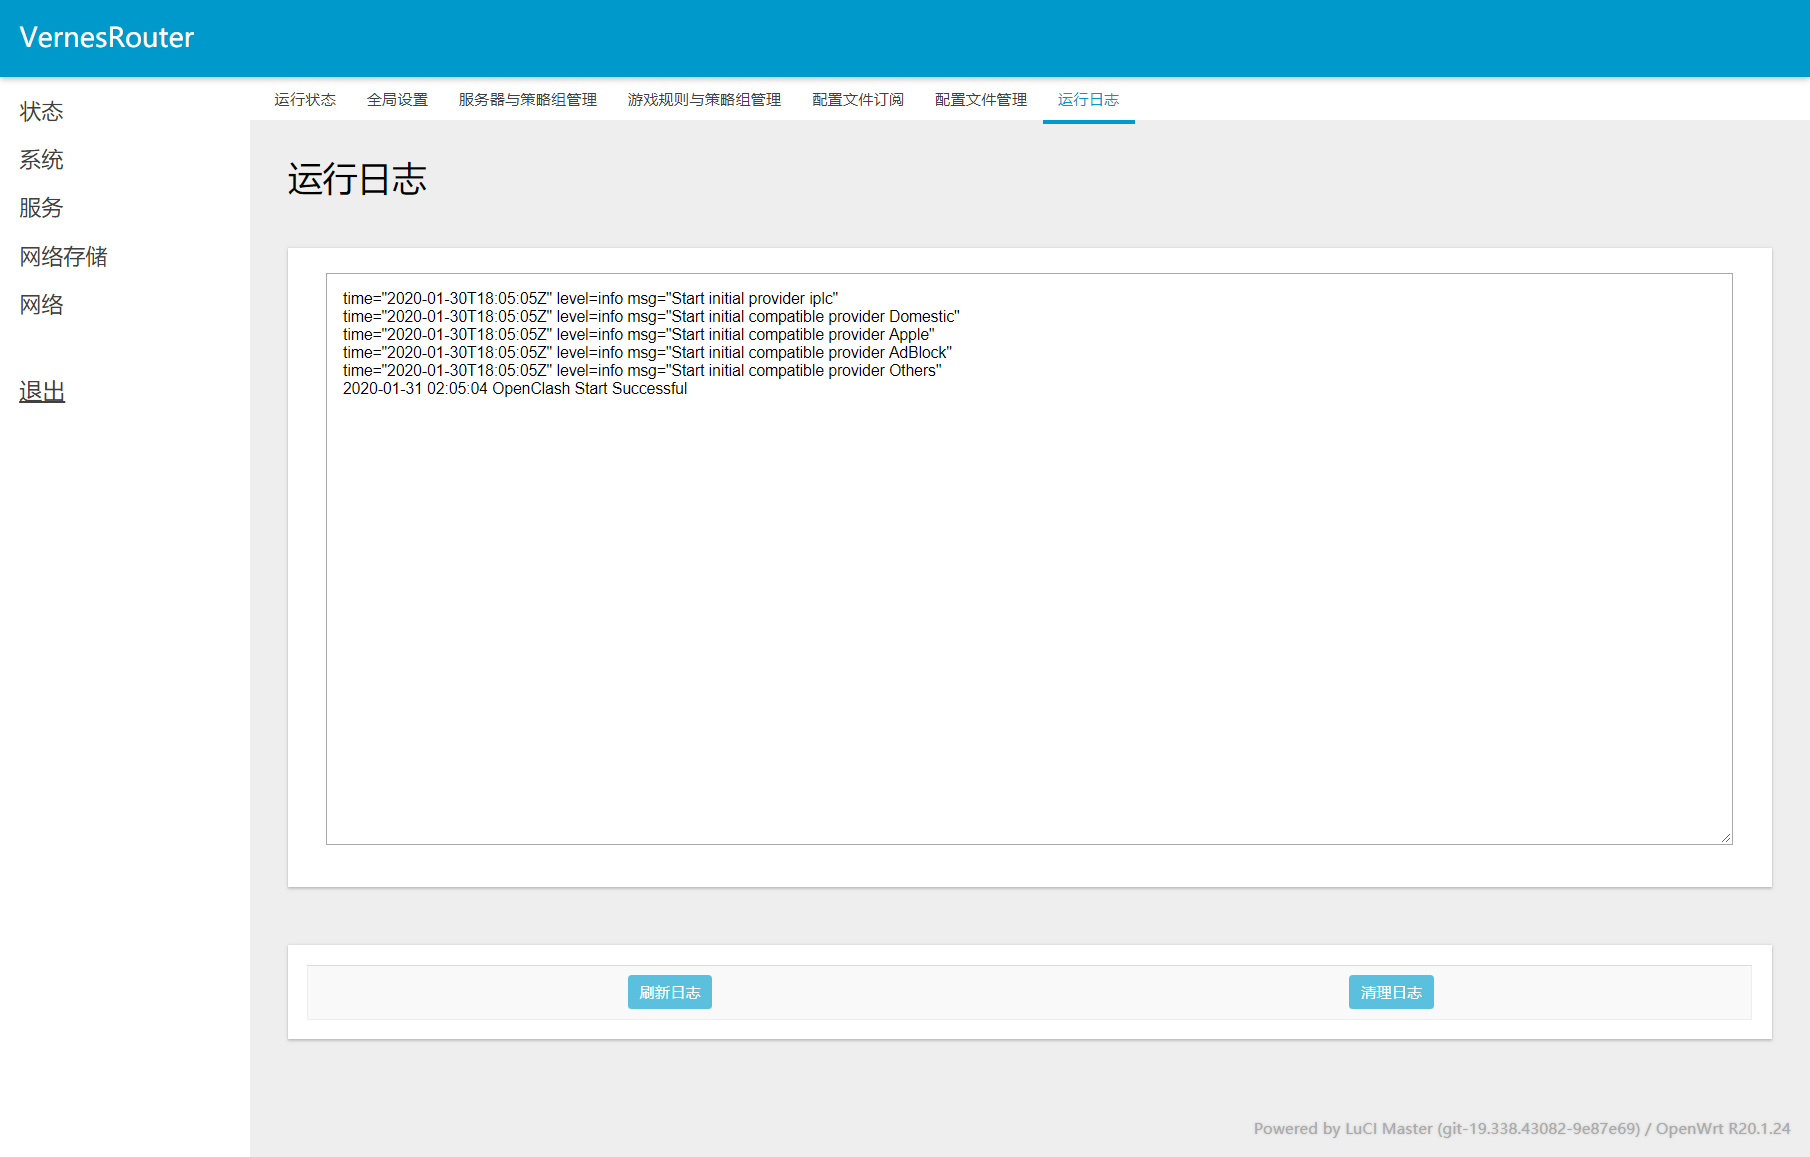 VernesRouter
状态
系统
服务
网络存储
网络
退出
运行状态 全局设置 服务器与策略组管理 游戏规则与策略组管理 配置文件订阅 配置文件管理 运行日志
运行日志
time="2020-01-30T18:05:05Z" level=info msg="Start initial provider iplc"
time="2020-01-30T18:05:05Z" level=info msg="Start initial compatible provider Domestic"
time="2020-01-30T18:05:05Z" level=info msg="Start initial compatible provider Apple"
time="2020-01-30T18:05:05Z" level=info msg="Start initial compatible provider AdBlock"
time="2020-01-30T18:05:05Z" level=info msg="Start initial compatible provider Others"
2020-01-31 02:05:04 OpenClash Start Successful
刷新日志 清理日志
Powered by LuCI Master (git-19.338.43082-9e87e69) / OpenWrt R20.1.24